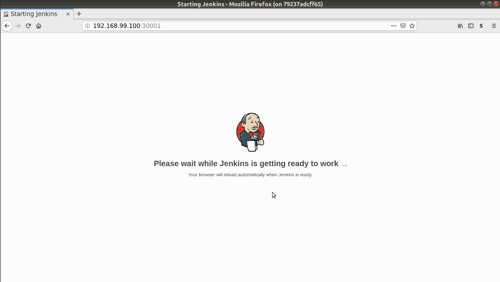 Starting Jenkins - Mozilla Firefox (on 79237adcff65)
Starting Jenkins
192.168.99.100:30001
Please wait while Jenkins is getting ready to work ...
Your browser will reload automatically when Jenkins is ready.